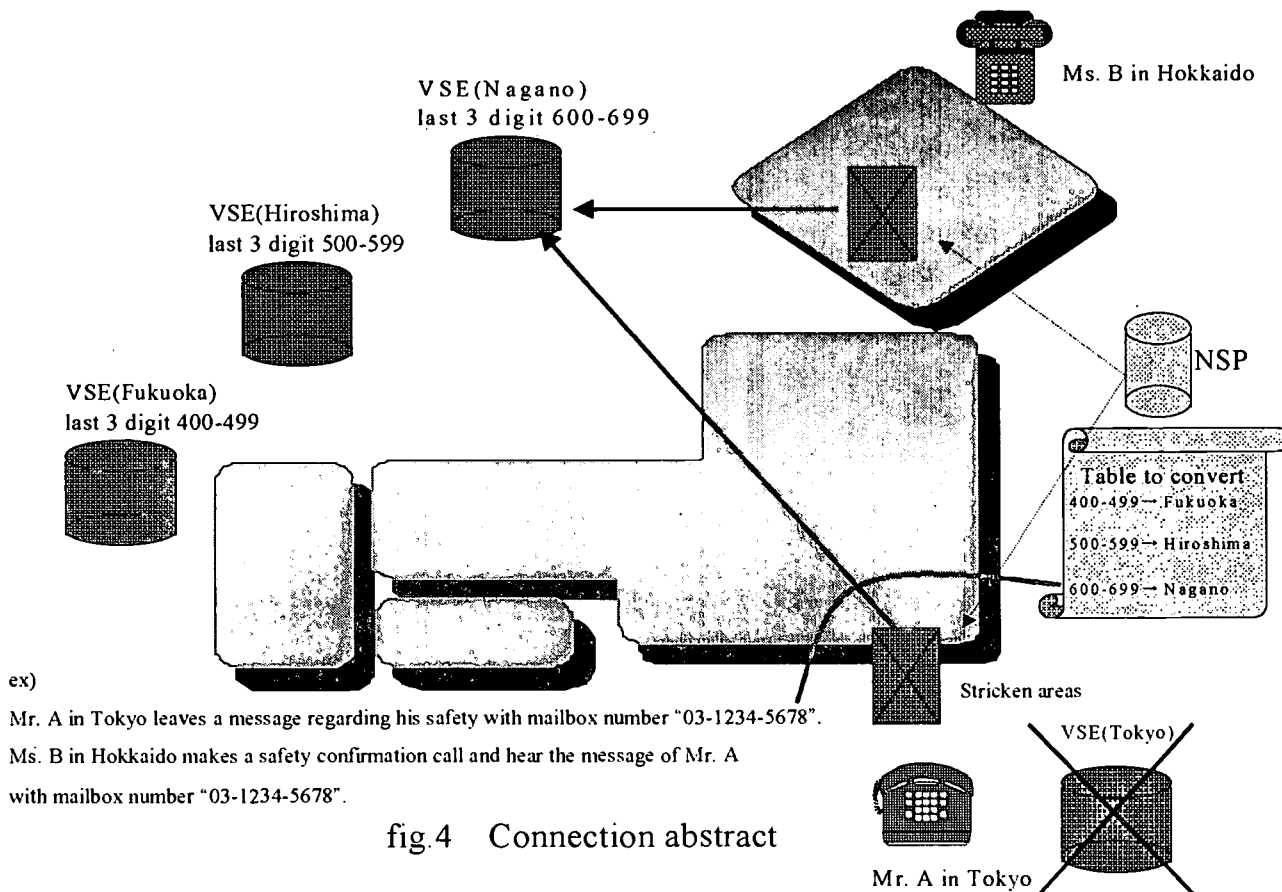 Ms. B in Hokkaido
VSE(Nagano)
last 3 digit 600-699
VSE(Hiroshima)
last 3 digit 500-599
VSE(Fukuoka)
last 3 digit 400-499
NSP
Table to convert
400-499→ Fukuoka
500-599→ Hiroshima
600-699→ Nagano
Stricken areas
ex)
Mr. A in Tokyo leaves a message regarding his safety with mailbox number “03-1234-5678”.
Ms. B in Hokkaido makes a safety confirmation call and hear the message of Mr. A
with mailbox number “03-1234-5678”.
VSE(Tokyo)
fig.4 Connection abstract
Mr. A in Tokyo